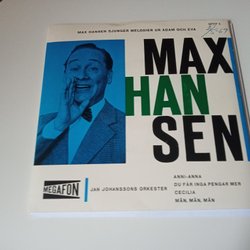 MAX HANSEN SJUNGER MELODIER UR ADAM OCH EVA
MAX
HAN
SEN
MEGAFON
JAN JOHANSSONS ORKESTER
ANNI-ANNA
DU FÅR INGA PENGAR MER
CECILIA
MÄN, MÄN, MÄN